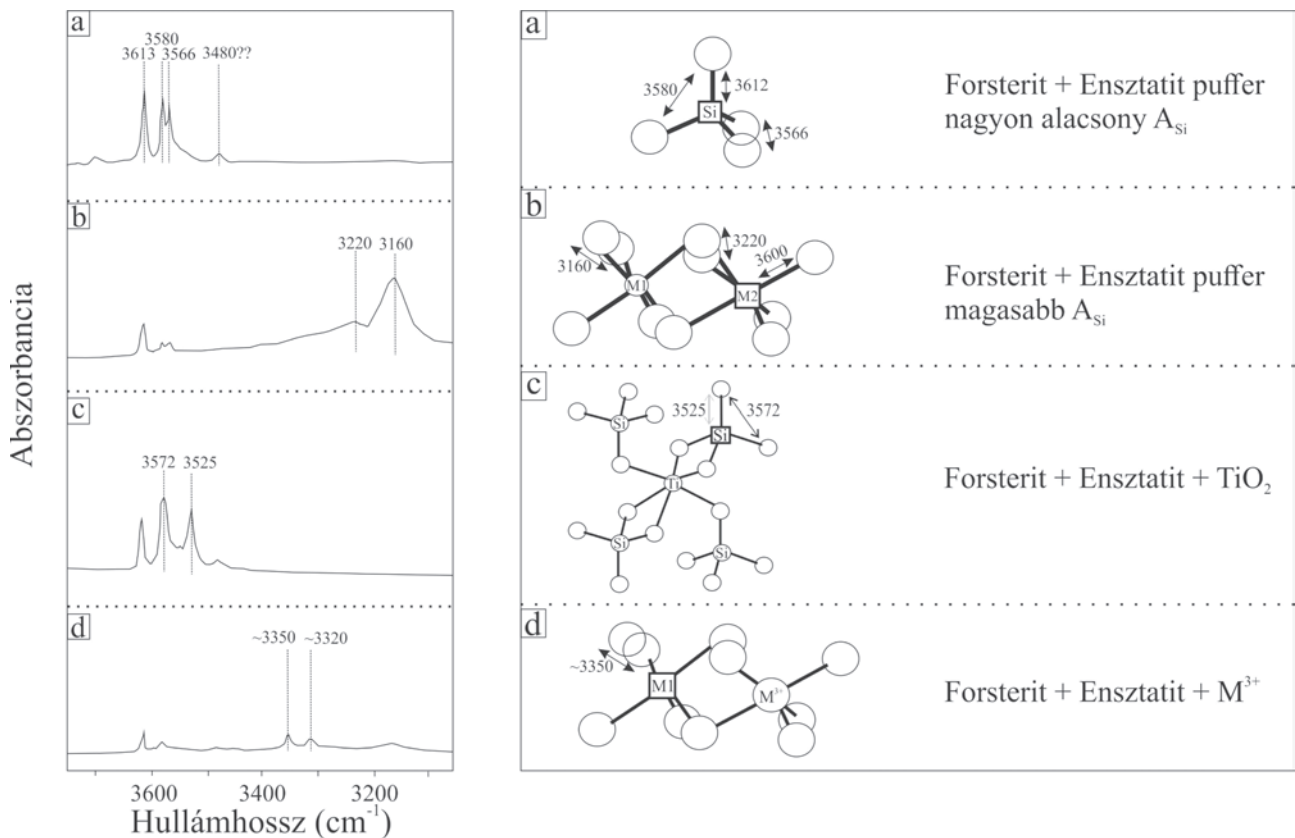 Abszorbancia
a
3580
3613 3566 3480??
b
3220 3160
c
3572 3525
d
~3350 ~3320
3600 3400 3200
Hullámhossz (cm⁻¹)
a
3580 3612
Si
3566
Forsterit + Ensztatit puffer
nagyon alacsony A_Si
b
3220
3160 3600
M1 M2
Forsterit + Ensztatit puffer
magasabb A_Si
c
3525 3572
Si Si
Ti
Si Si
Forsterit + Ensztatit + TiO₂
d
~3350
M1 M³⁺
Forsterit + Ensztatit + M³⁺